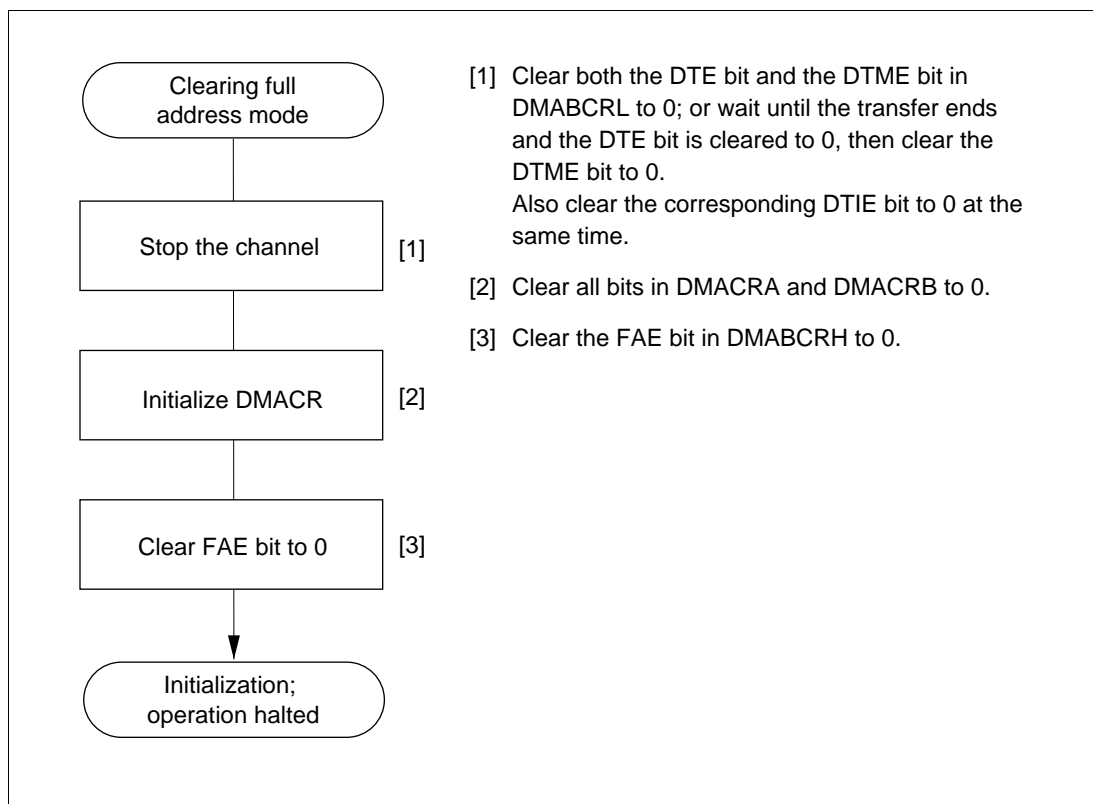 Clearing full
address mode
Stop the channel
[1]
Initialize DMACR
[2]
Clear FAE bit to 0
[3]
Initialization;
operation halted
[1] Clear both the DTE bit and the DTME bit in
DMABCRL to 0; or wait until the transfer ends
and the DTE bit is cleared to 0, then clear the
DTME bit to 0.
Also clear the corresponding DTIE bit to 0 at the
same time.
[2] Clear all bits in DMACRA and DMACRB to 0.
[3] Clear the FAE bit in DMABCRH to 0.